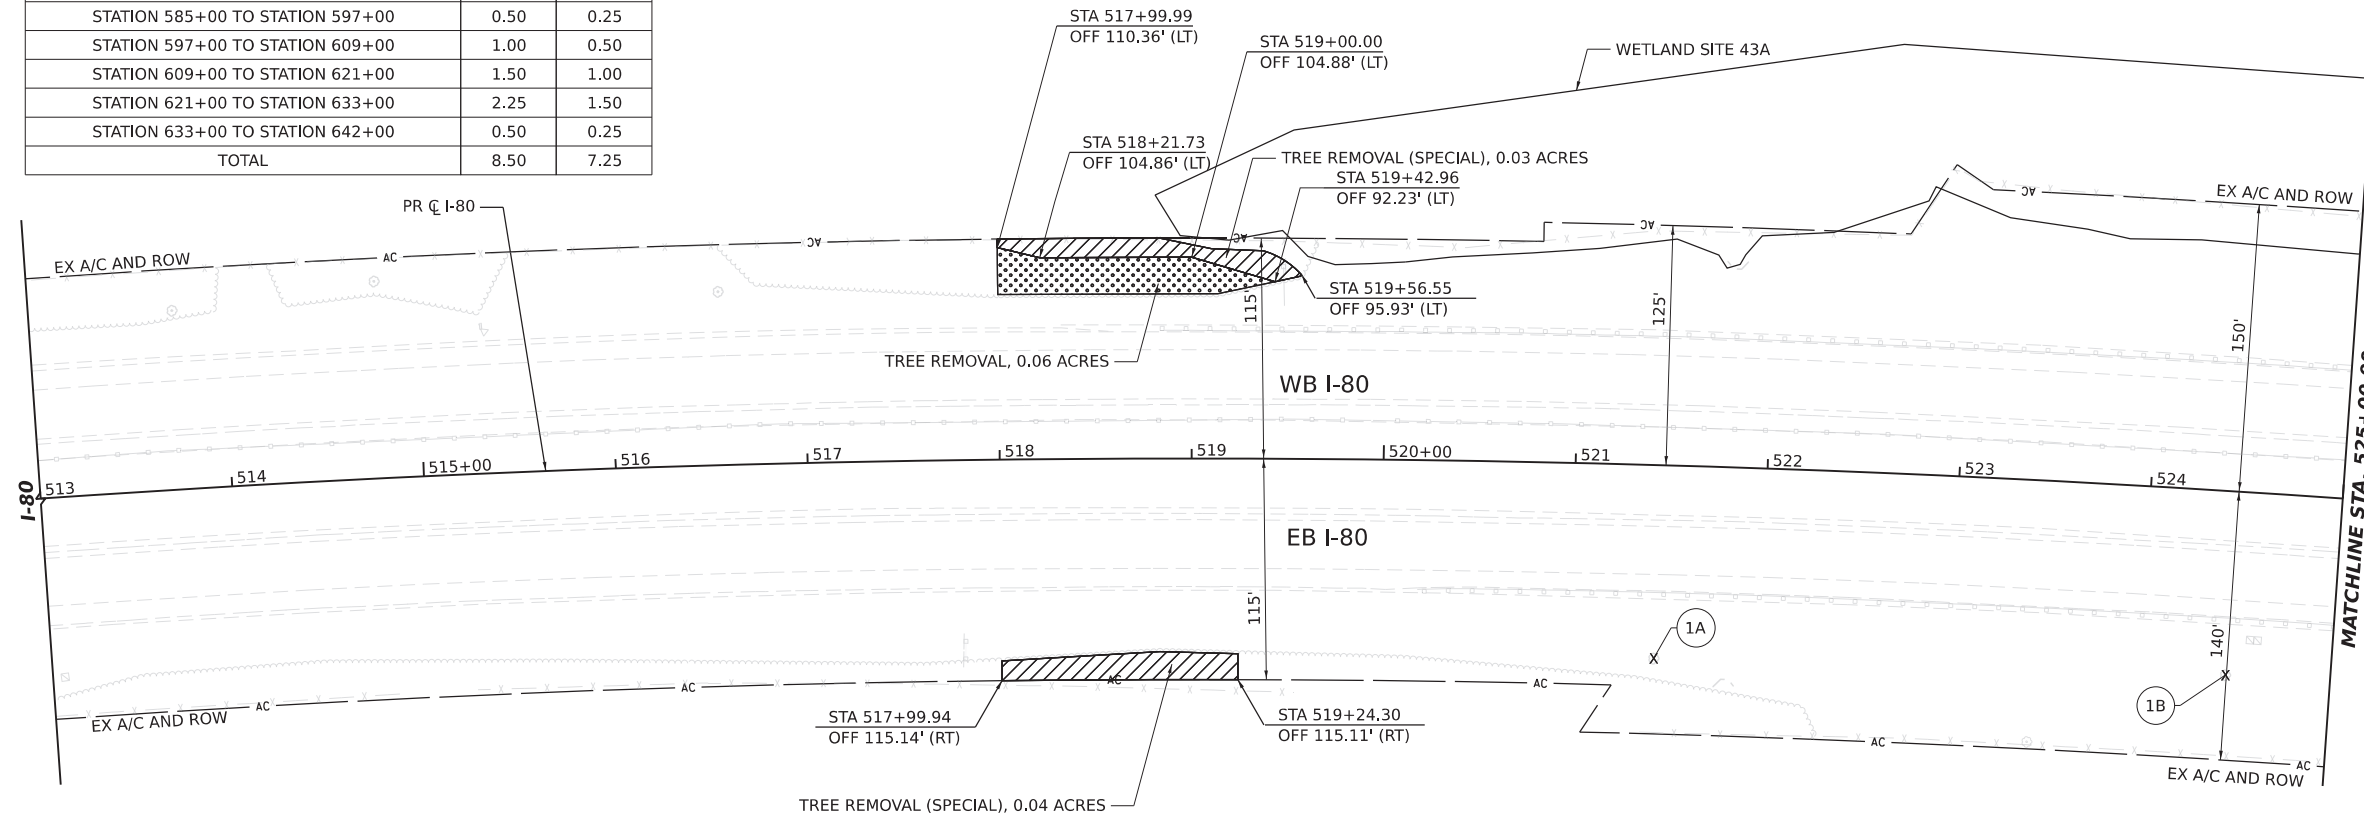 STATION 585+00 TO STATION 597+00 0.50 0.25
STATION 597+00 TO STATION 609+00 1.00 0.50
STATION 609+00 TO STATION 621+00 1.50 1.00
STATION 621+00 TO STATION 633+00 2.25 1.50
STATION 633+00 TO STATION 642+00 0.50 0.25
TOTAL 8.50 7.25
STA 517+99.99
OFF 110.36' (LT)
STA 519+00.00
OFF 104.88' (LT)
WETLAND SITE 43A
STA 518+21.73
OFF 104.86' (LT)
TREE REMOVAL (SPECIAL), 0.03 ACRES
STA 519+42.96
OFF 92.23' (LT)
PR ℄ I-80
EX A/C AND ROW
AC
AC
AC
AC
AC
EX A/C AND ROW
STA 519+56.55
OFF 95.93' (LT)
115'
125'
150'
TREE REMOVAL, 0.06 ACRES
WB I-80
I-80
513
514
515+00
516
517
518
519
520+00
521
522
523
524
MATCHLINE STA. 525+00.00
EB I-80
115'
140'
1A
X
1B
X
EX A/C AND ROW
AC
AC
AC
AC
AC
AC
EX A/C AND ROW
STA 517+99.94
OFF 115.14' (RT)
STA 519+24.30
OFF 115.11' (RT)
TREE REMOVAL (SPECIAL), 0.04 ACRES